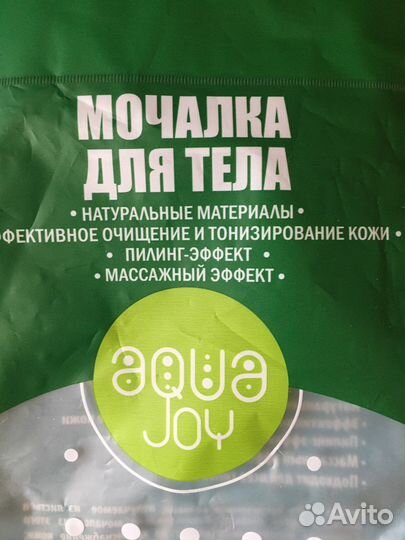 МОЧАЛКА
ДЛЯ ТЕЛА
• НАТУРАЛЬНЫЕ МАТЕРИАЛЫ •
ФЕКТИВНОЕ ОЧИЩЕНИЕ И ТОНИЗИРОВАНИЕ КОЖИ •
• ПИЛИНГ-ЭФФЕКТ •
• МАССАЖНЫЙ ЭФФЕКТ •
aqua
Joy
Avito